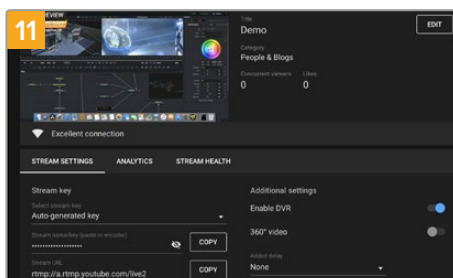 11
REVIEW
Title
Demo
EDIT
Category
People & Blogs
Concurrent viewers Likes
0 0
Excellent connection
STREAM SETTINGS ANALYTICS STREAM HEALTH
Stream key
Additional settings
Select stream key
Auto-generated key
Enable DVR
Stream name/key (paste in encoder)
COPY
360° video
Stream URL
rtmp://a.rtmp.youtube.com/live2
COPY
Added delay
None